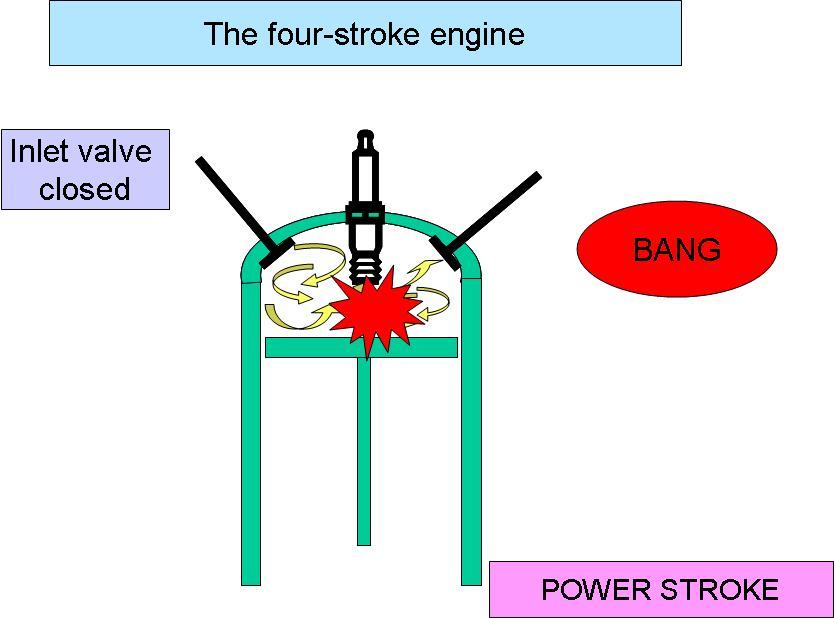 The four-stroke engine
Inlet valve
closed
BANG
POWER STROKE